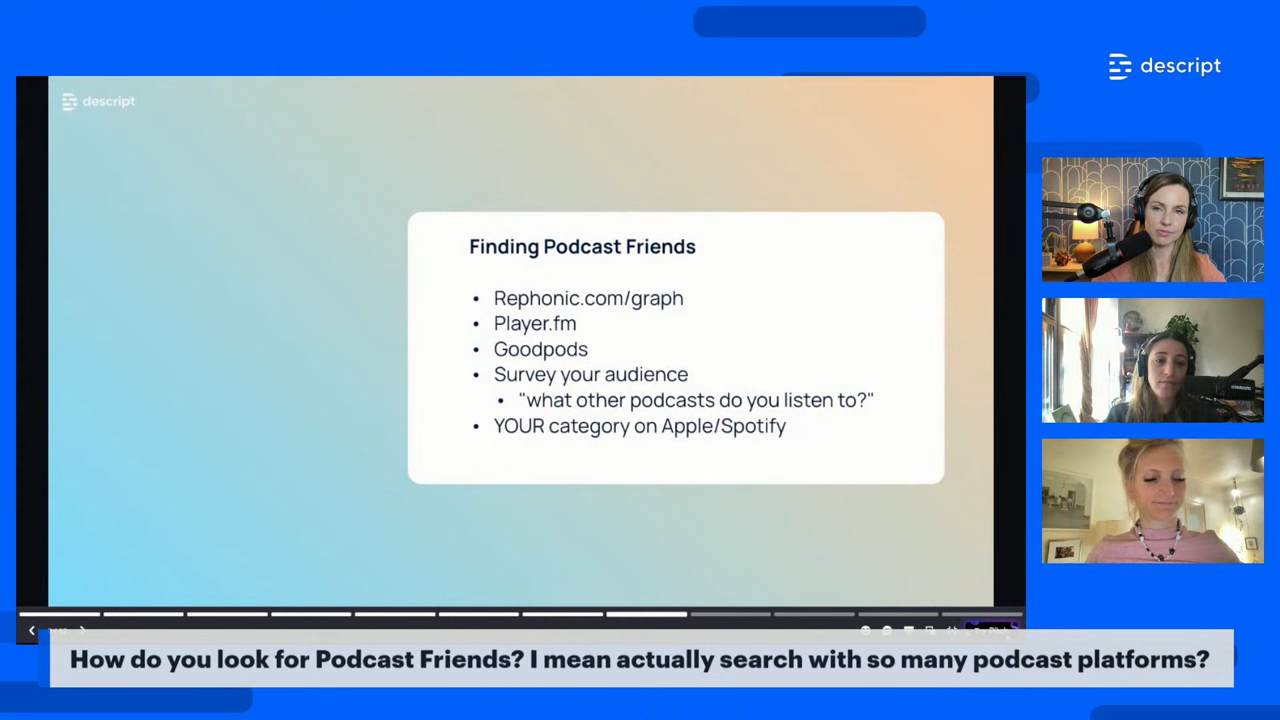 descript
descript
Finding Podcast Friends
• Rephonic.com/graph
• Player.fm
• Goodpods
• Survey your audience
• "what other podcasts do you listen to?"
• YOUR category on Apple/Spotify
How do you look for Podcast Friends? I mean actually search with so many podcast platforms?